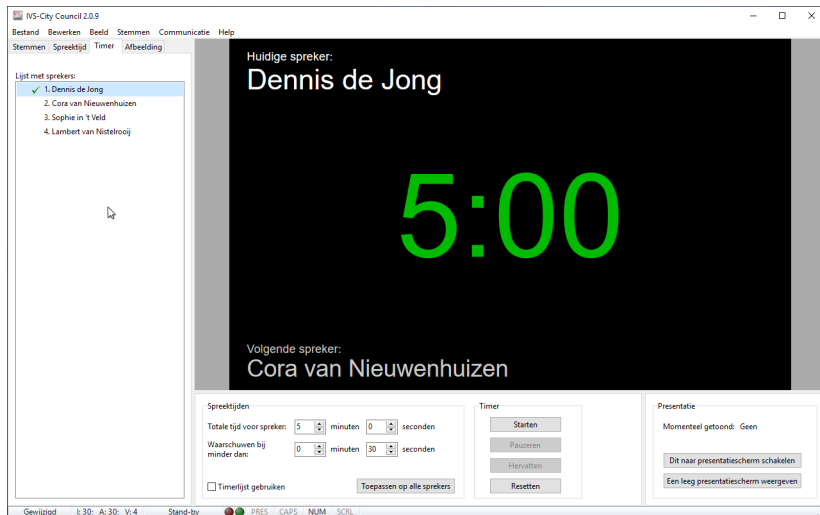 IVS-City Council 2.0.9
Bestand Bewerken Beeld Stemmen Communicatie Help
Stemmen Spreektijd Timer Afbeelding
Lijst met sprekers:
1. Dennis de Jong
2. Cora van Nieuwenhuizen
3. Sophie in 't Veld
4. Lambert van Nistelrooij
Huidige spreker:
Dennis de Jong
5:00
Volgende spreker:
Cora van Nieuwenhuizen
Spreektijden
Totale tijd voor spreker: 5 minuten 0 seconden
Waarschuwen bij
minder dan: 0 minuten 30 seconden
Timerlijst gebruiken
Toepassen op alle sprekers
Timer
Starten
Pauzeren
Hervatten
Resetten
Presentatie
Momenteel getoond: Geen
Dit naar presentatiescherm schakelen
Een leeg presentatiescherm weergeven
Gewijzigd I: 30; A: 30; V: 4 Stand-by PRES CAPS NUM SCRL